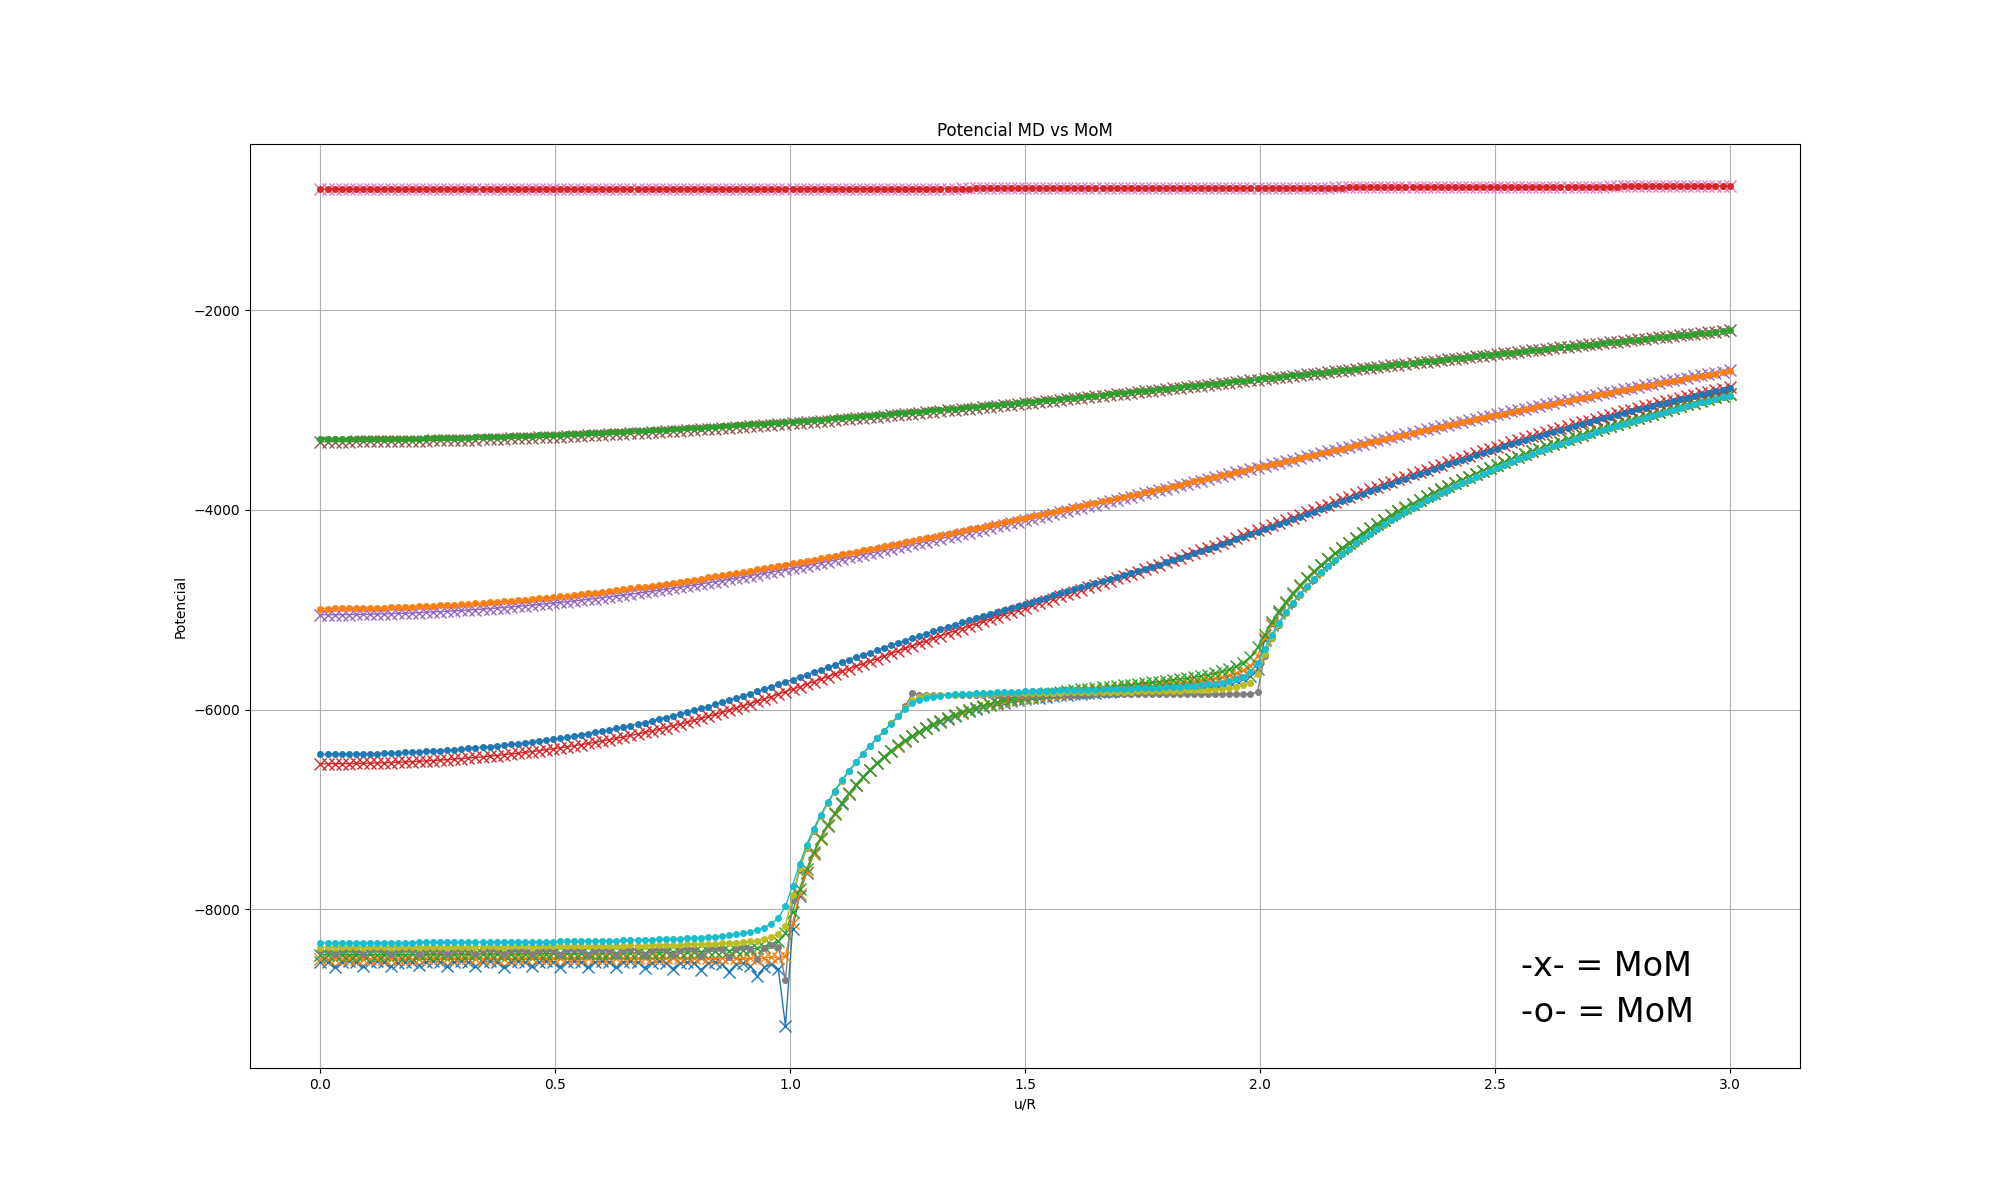 Potencial MD vs MoM
−2000
−4000
Potencial
−6000
−8000
-x- = MoM
-o- = MoM
0.0 0.5 1.0 1.5 2.0 2.5 3.0
u/R